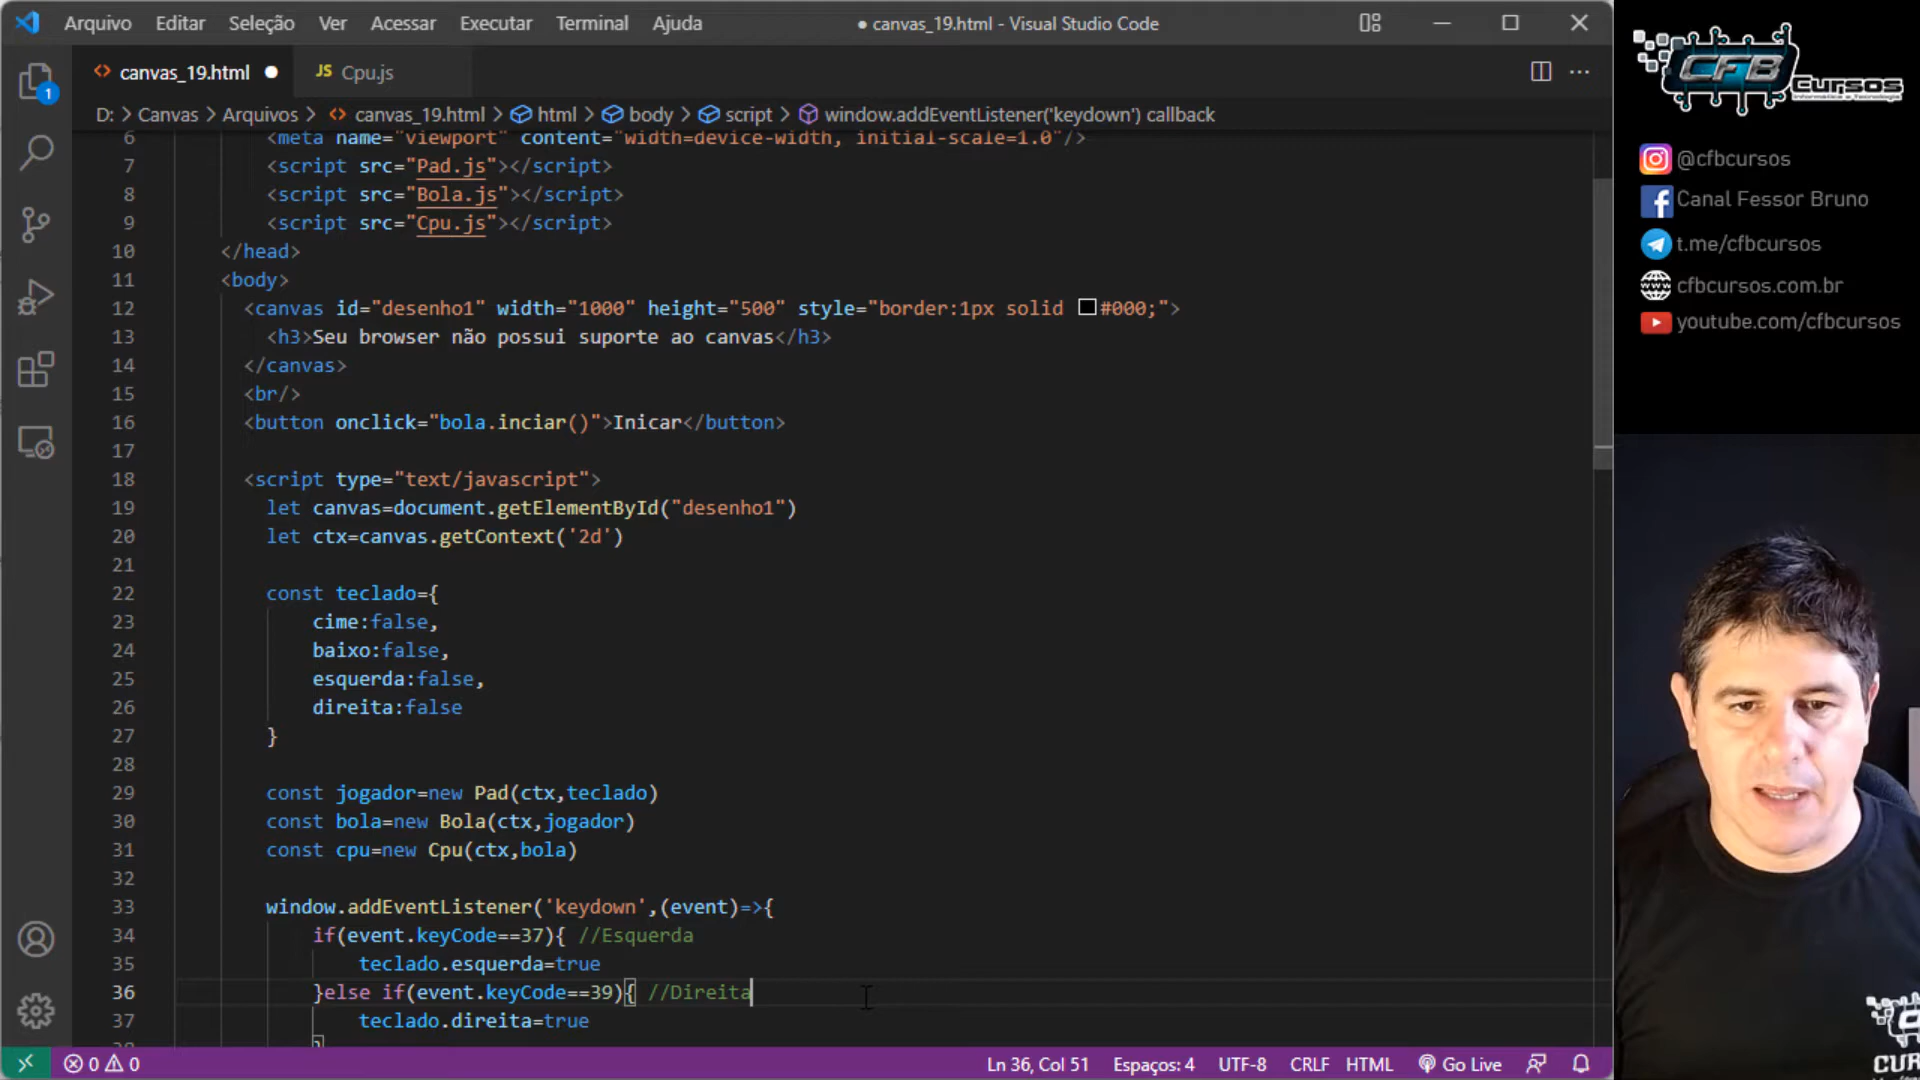 Arquivo Editar Seleção Ver Acessar Executar Terminal Ajuda ● canvas_19.html - Visual Studio Code
<> canvas_19.html ● JS Cpu.js
D: > Canvas > Arquivos > <> canvas_19.html > html > body > script > window.addEventListener('keydown') callback
6 <meta name="viewport" content="width=device-width, initial-scale=1.0"/>
7 <script src="Pad.js"></script>
8 <script src="Bola.js"></script>
9 <script src="Cpu.js"></script>
10 </head>
11 <body>
12 <canvas id="desenho1" width="1000" height="500" style="border:1px solid #000;">
13 <h3>Seu browser não possui suporte ao canvas</h3>
14 </canvas>
15 <br/>
16 <button onclick="bola.inciar()">Inicar</button>
17
18 <script type="text/javascript">
19 let canvas=document.getElementById("desenho1")
20 let ctx=canvas.getContext('2d')
21
22 const teclado={
23 cime:false,
24 baixo:false,
25 esquerda:false,
26 direita:false
27 }
28
29 const jogador=new Pad(ctx,teclado)
30 const bola=new Bola(ctx,jogador)
31 const cpu=new Cpu(ctx,bola)
32
33 window.addEventListener('keydown',(event)=>{
34 if(event.keyCode==37){ //Esquerda
35 teclado.esquerda=true
36 }else if(event.keyCode==39){ //Direita
37 teclado.direita=true
}
1
0 0 Ln 36, Col 51 Espaços: 4 UTF-8 CRLF HTML Go Live
CFB Cursos
@cfbcursos
Canal Fessor Bruno
t.me/cfbcursos
cfbcursos.com.br
youtube.com/cfbcursos